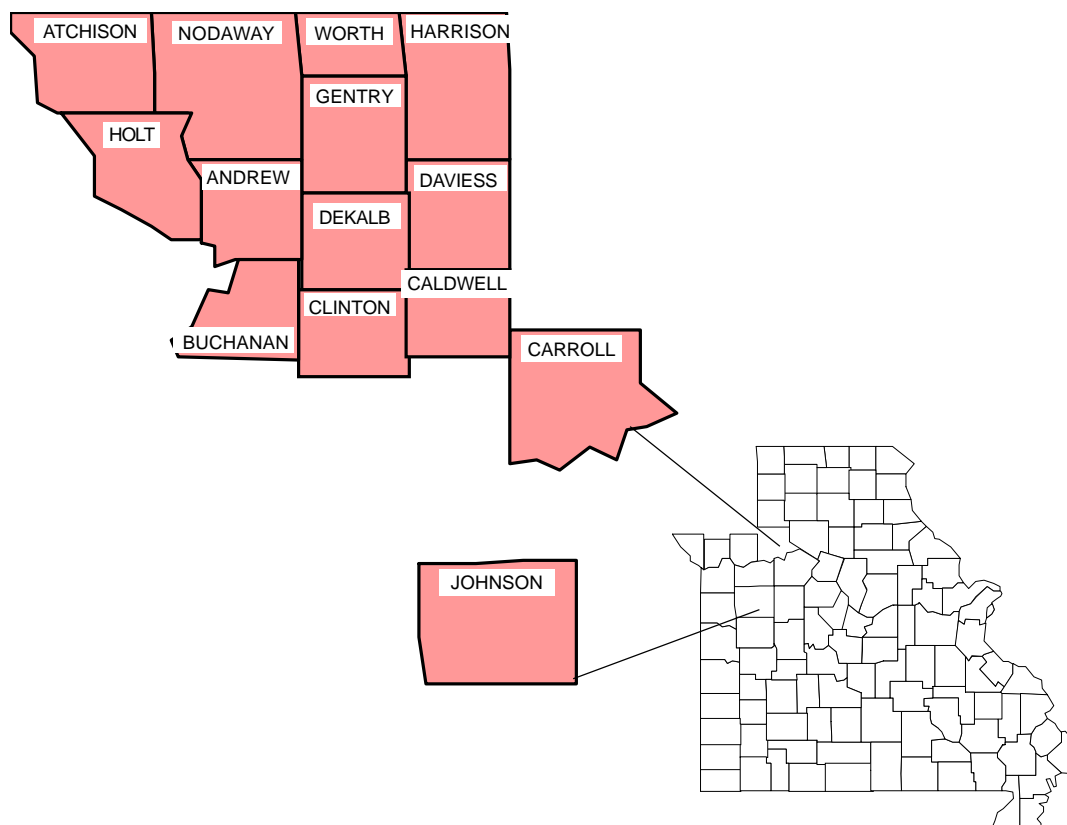 ATCHISON
NODAWAY
WORTH
HARRISON
GENTRY
HOLT
ANDREW
DAVIESS
DEKALB
CALDWELL
CLINTON
BUCHANAN
CARROLL
JOHNSON